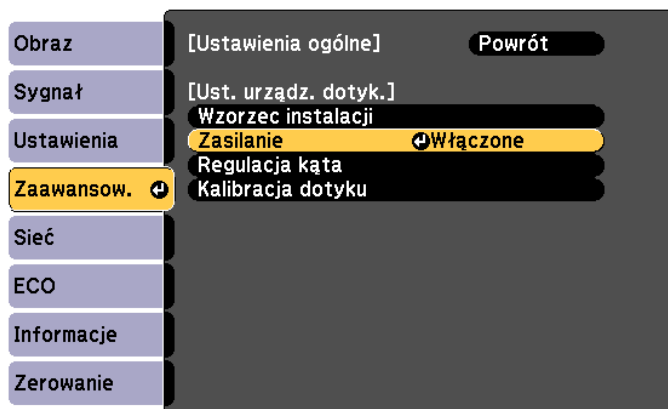 Obraz
Sygnał
Ustawienia
Zaawansow.
Sieć
ECO
Informacje
Zerowanie
[Ustawienia ogólne] Powrót
[Ust. urządz. dotyk.]
Wzorzec instalacji
Zasilanie Włączone
Regulacja kąta
Kalibracja dotyku